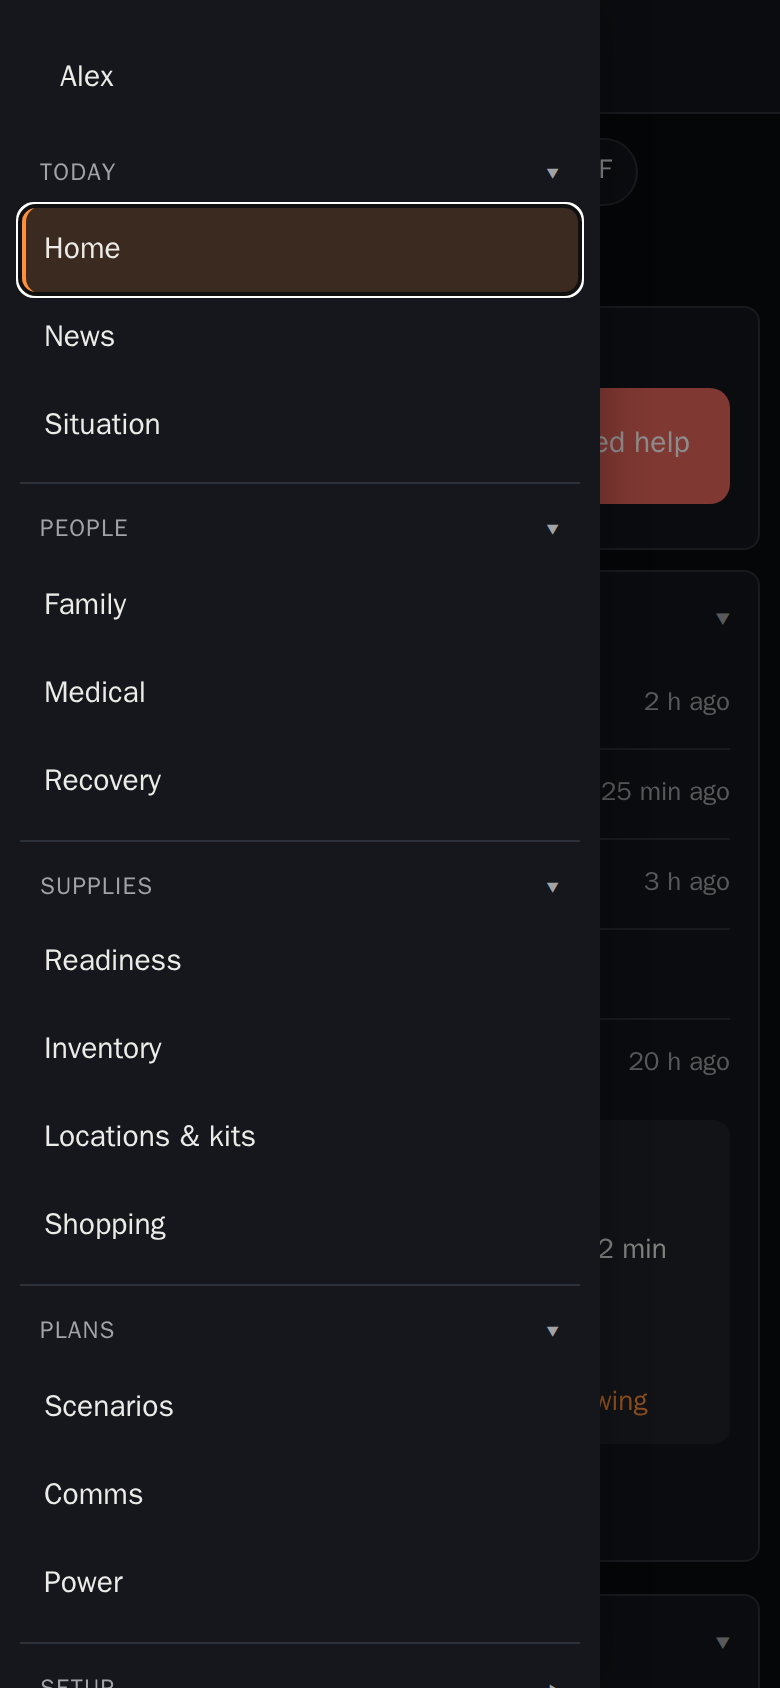 Alex
TODAY
Home
News
Situation
PEOPLE
Family
Medical
Recovery
SUPPLIES
Readiness
Inventory
Locations & kits
Shopping
PLANS
Scenarios
Comms
Power
SETUP
F
ed help
2 h ago
25 min ago
3 h ago
20 h ago
2 min
wing